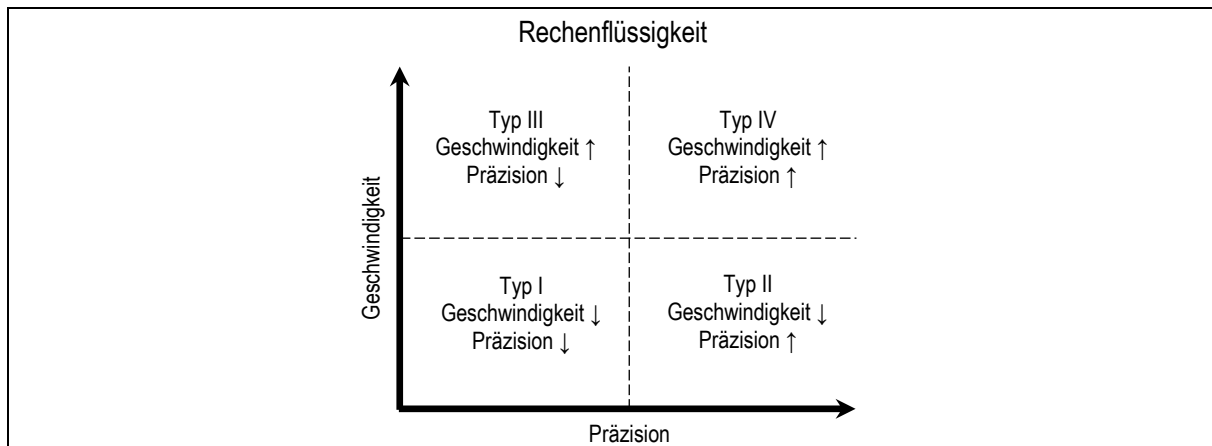 Rechenflüssigkeit
Geschwindigkeit
Typ III
Geschwindigkeit ↑
Präzision ↓
Typ IV
Geschwindigkeit ↑
Präzision ↑
Typ I
Geschwindigkeit ↓
Präzision ↓
Typ II
Geschwindigkeit ↓
Präzision ↑
Präzision